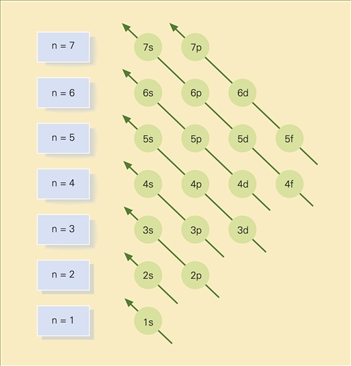 n = 7 7s 7p
n = 6 6s 6p 6d
n = 5 5s 5p 5d 5f
n = 4 4s 4p 4d 4f
n = 3 3s 3p 3d
n = 2 2s 2p
n = 1 1s